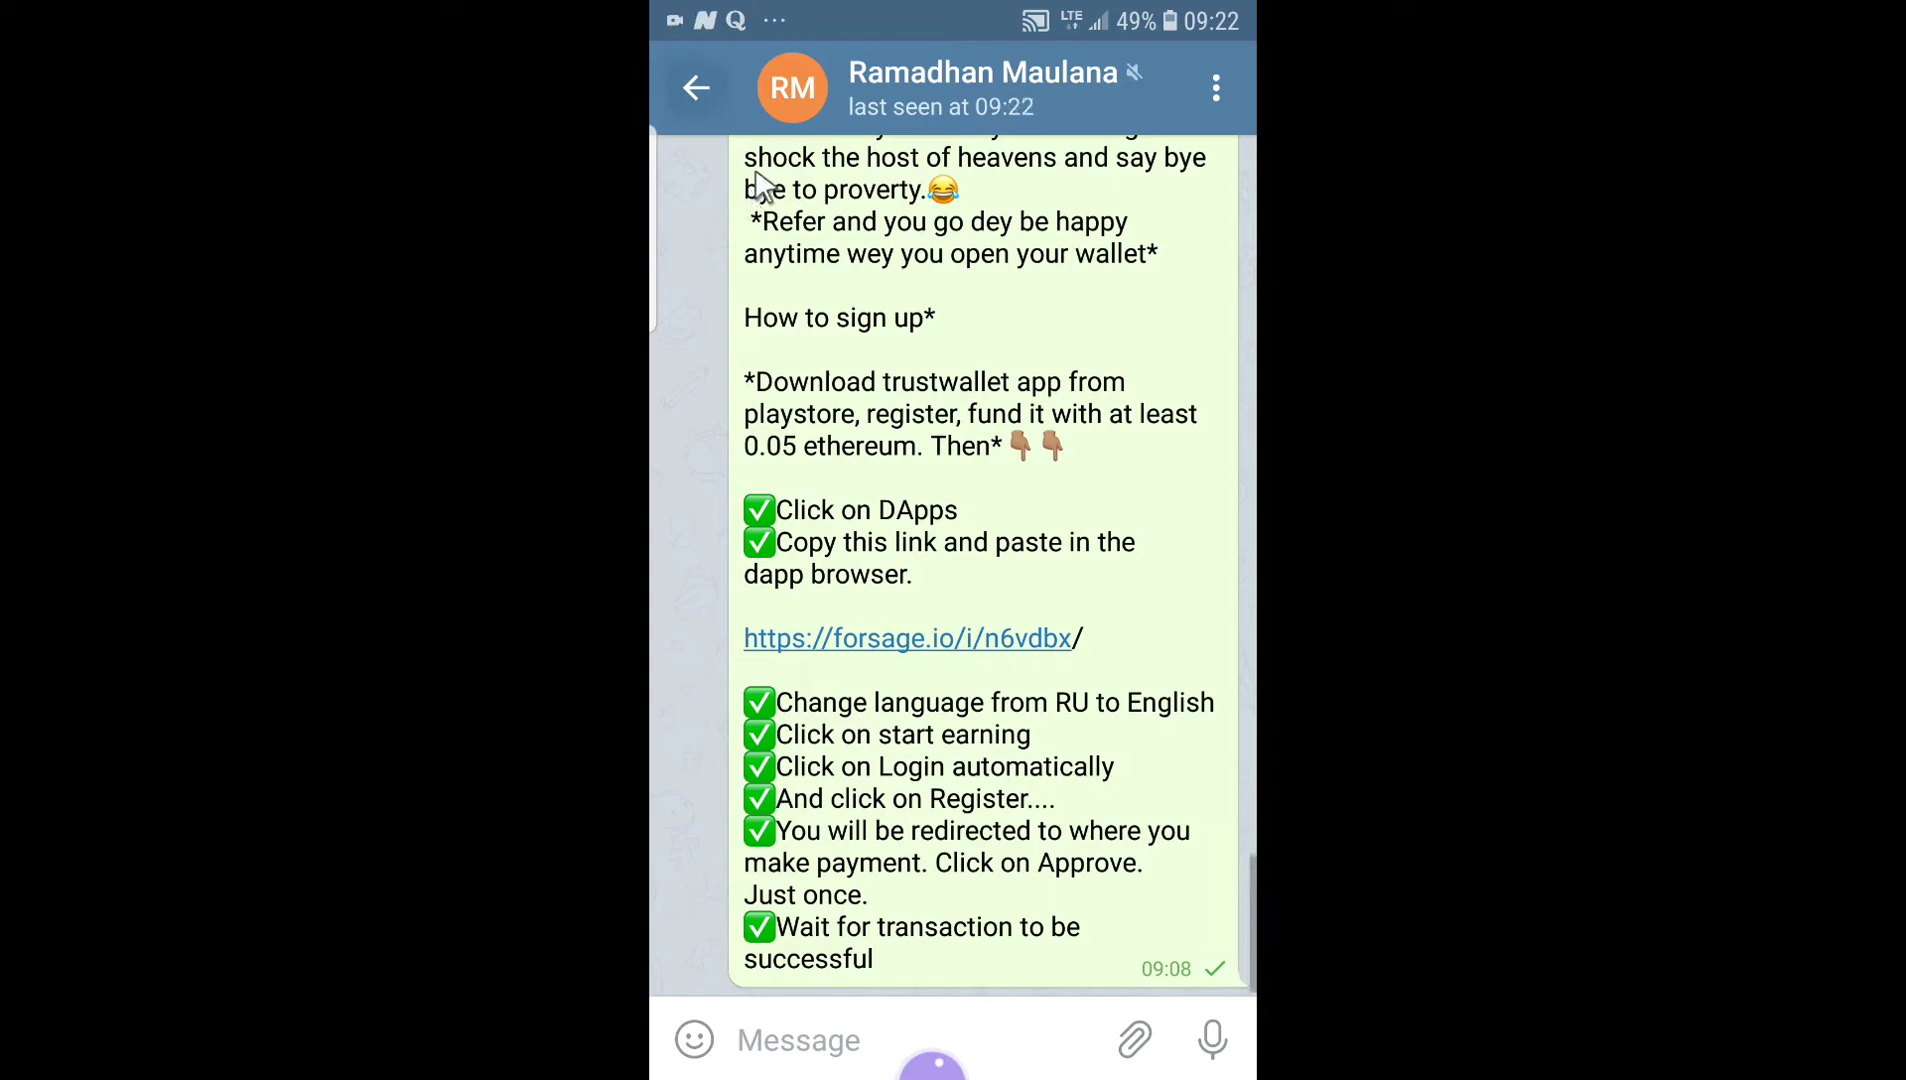 LTE 49% 09:22
RM
Ramadhan Maulana
last seen at 09:22
shock the host of heavens and say bye
to proverty.😂
*Refer and you go dey be happy
anytime wey you open your wallet*
How to sign up*
*Download trustwallet app from
playstore, register, fund it with at least
0.05 ethereum. Then*👇🏽👇🏽
✅Click on DApps
✅Copy this link and paste in the
dapp browser.
https://forsage.io/i/n6vdbx/
✅Change language from RU to English
✅Click on start earning
✅Click on Login automatically
✅And click on Register....
✅You will be redirected to where you
make payment. Click on Approve.
Just once.
✅Wait for transaction to be
successful
09:08
Message